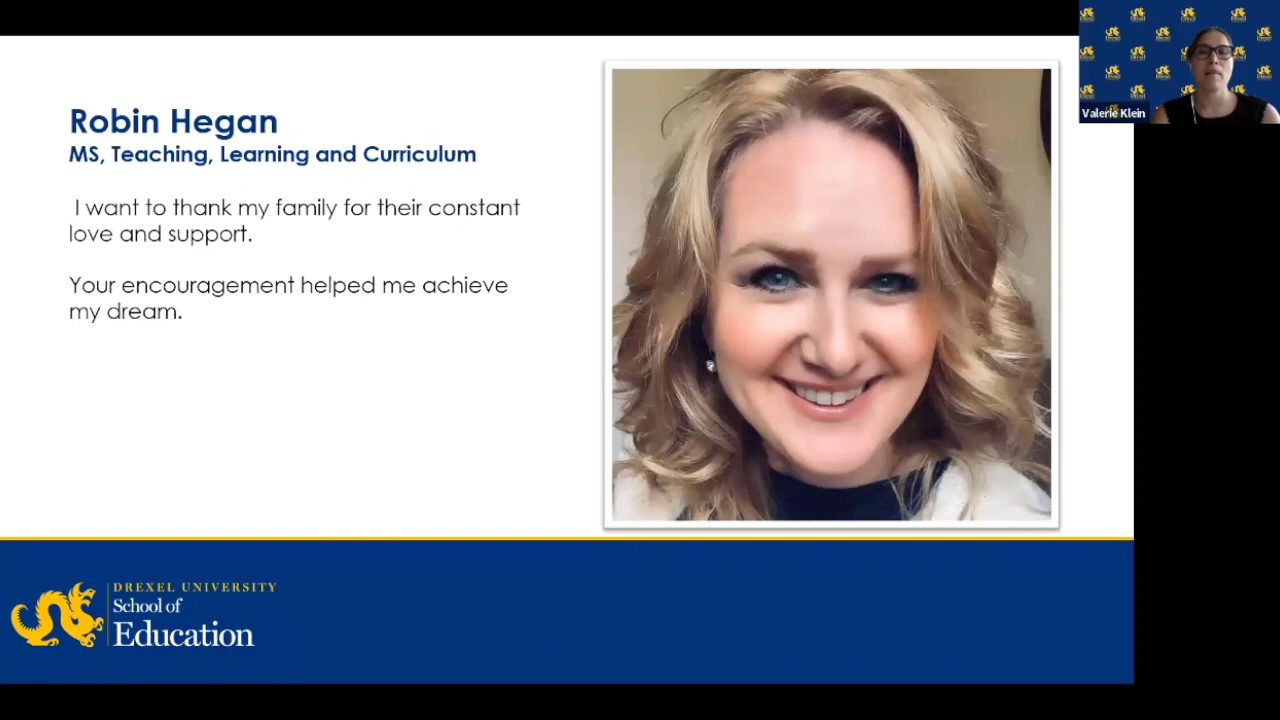 Robin Hegan
MS, Teaching, Learning and Curriculum
I want to thank my family for their constant
love and support.
Your encouragement helped me achieve
my dream.
Valerie Klein
DREXEL UNIVERSITY
School of
Education